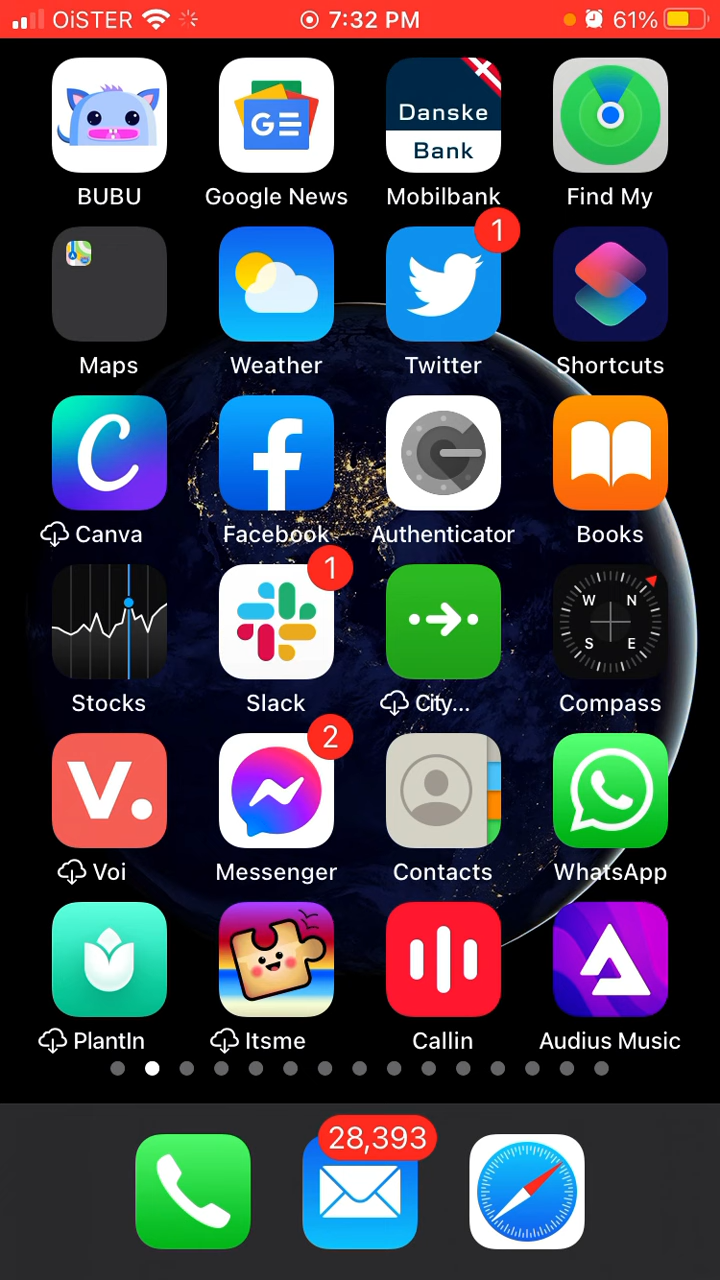 OiSTER 7:32 PM 61%
Danske
Bank
GE
BUBU Google News Mobilbank Find My
1
Maps Weather Twitter Shortcuts
C f G
Canva Facebook Authenticator Books
1
W N
S E
Stocks Slack City... Compass
2
V.
Voi Messenger Contacts WhatsApp
PlantIn Itsme Callin Audius Music
28,393